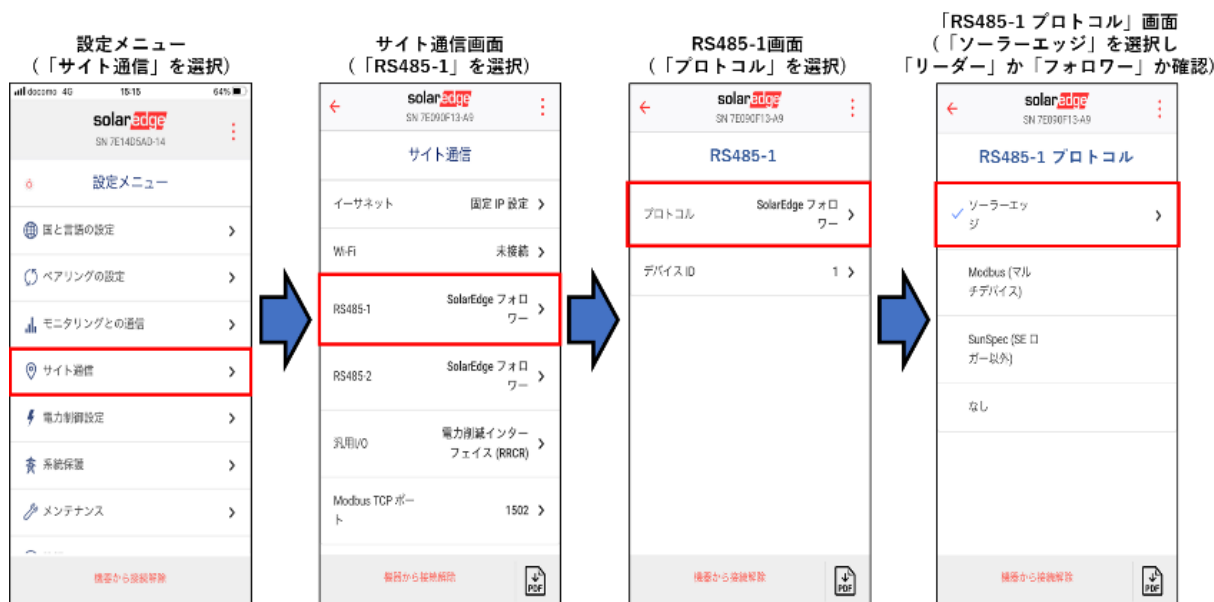 設定メニュー
（「サイト通信」を選択）
docomo 4G 15:15 64%
solaredge
SN 7E14D5AD-14
設定メニュー
国と言語の設定
ペアリングの設定
モニタリングとの通信
サイト通信
電力制御設定
系統保護
メンテナンス
機器から接続解除
サイト通信画面
（「RS485-1」を選択）
solaredge
SN 7E090F13-A9
サイト通信
イーサネット 固定 IP 設定
Wi-Fi 未接続
RS485-1 SolarEdge フォロ
ワー
RS485-2 SolarEdge フォロ
ワー
汎用I/O 電力削減インター
フェイス (RRCR)
Modbus TCP ポー
ト 1502
機器から接続解除
PDF
RS485-1画面
（「プロトコル」を選択）
solaredge
SN 7E090F13-A9
RS485-1
プロトコル SolarEdge フォロ
ワー
デバイス ID 1
機器から接続解除
PDF
「RS485-1 プロトコル」画面
（「ソーラーエッジ」を選択し
「リーダー」か「フォロワー」か確認）
solaredge
SN 7E090F13-A9
RS485-1 プロトコル
ソーラーエッ
ジ
Modbus (マル
チデバイス)
SunSpec (SE ロ
ガー以外)
なし
機器から接続解除
PDF